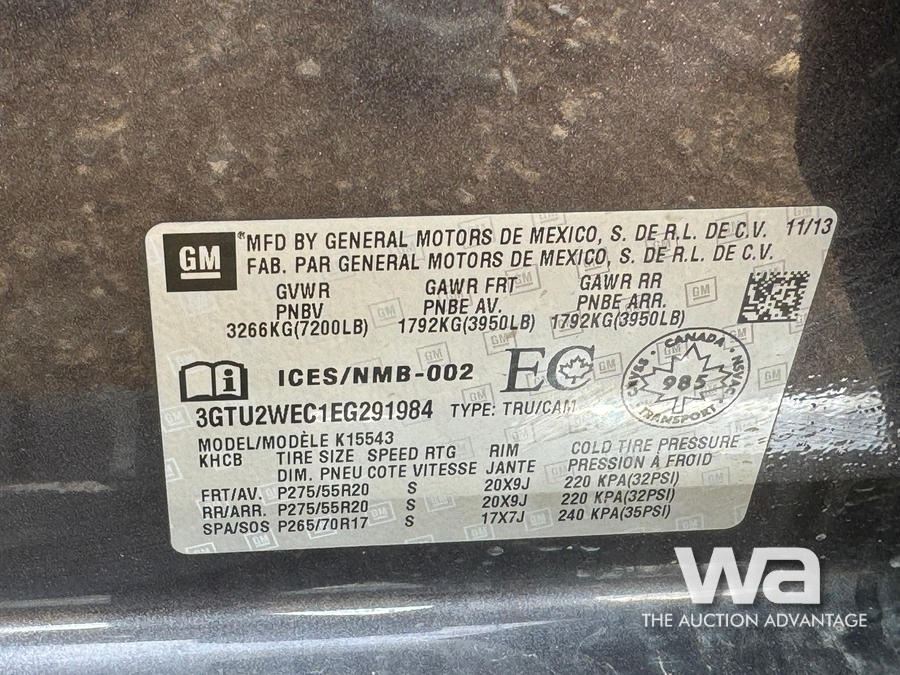 GM
MFD BY GENERAL MOTORS DE MEXICO, S. DE R.L. DE C.V. 11/13
FAB. PAR GENERAL MOTORS DE MEXICO, S. DE R.L. DE C.V.
GVWR GAWR FRT GAWR RR
PNBV PNBE AV. PNBE ARR.
3266KG(7200LB) 1792KG(3950LB) 1792KG(3950LB)
ICES/NMB-002 EC
CANADA
CMVSS NSVAC
985
TRANSPORT
3GTU2WEC1EG291984 TYPE: TRU/CAM
MODEL/MODÈLE K15543
KHCB TIRE SIZE SPEED RTG RIM COLD TIRE PRESSURE
DIM. PNEU COTE VITESSE JANTE PRESSION À FROID
FRT/AV. P275/55R20 S 20X9J 220 KPA(32PSI)
RR/ARR. P275/55R20 S 20X9J 220 KPA(32PSI)
SPA/SOS P265/70R17 S 17X7J 240 KPA(35PSI)
wa
THE AUCTION ADVANTAGE